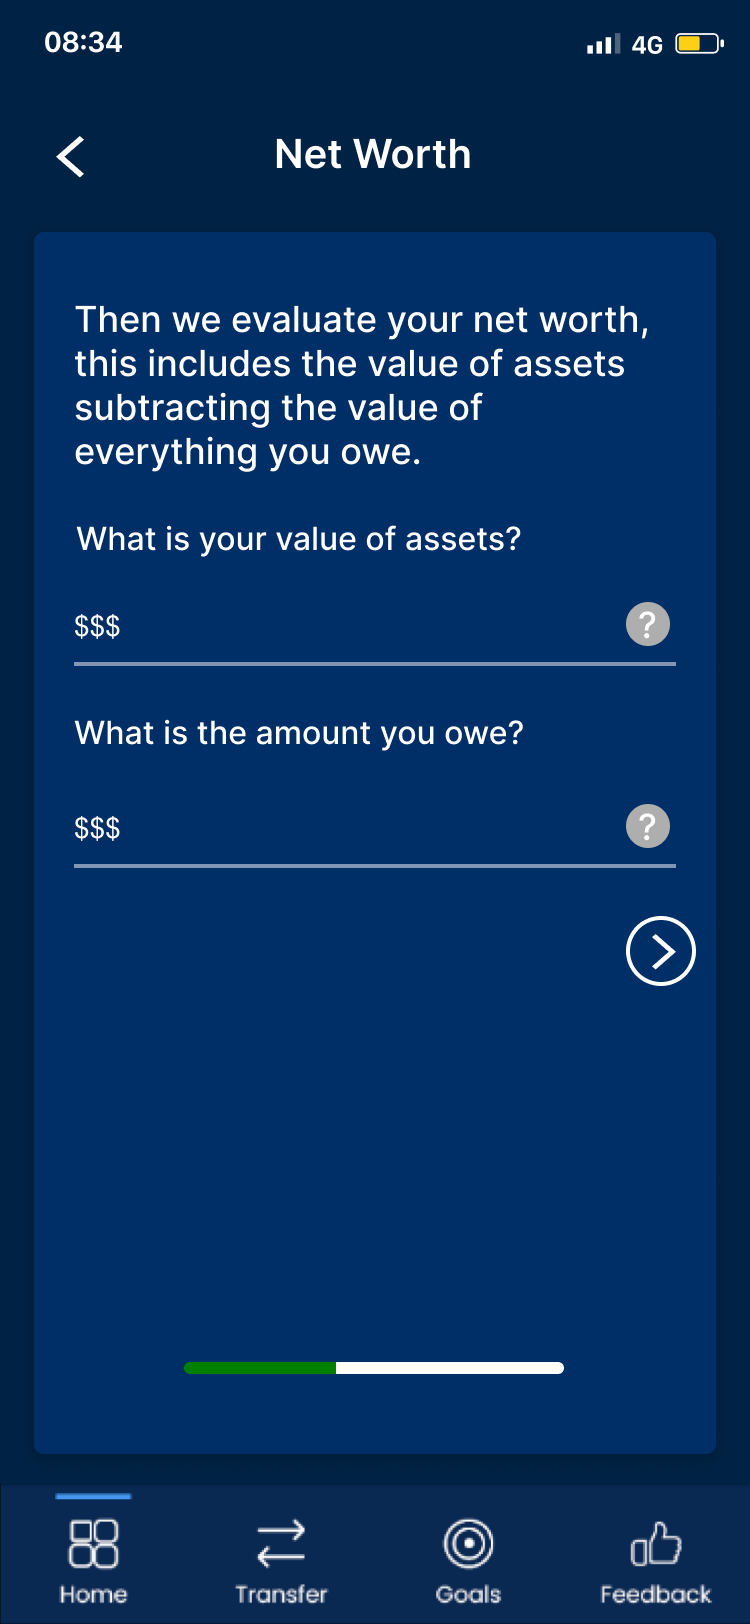 08:34
4G
Net Worth
Then we evaluate your net worth,
this includes the value of assets
subtracting the value of
everything you owe.
What is your value of assets?
$$$
?
What is the amount you owe?
$$$
?
Home
Transfer
Goals
Feedback